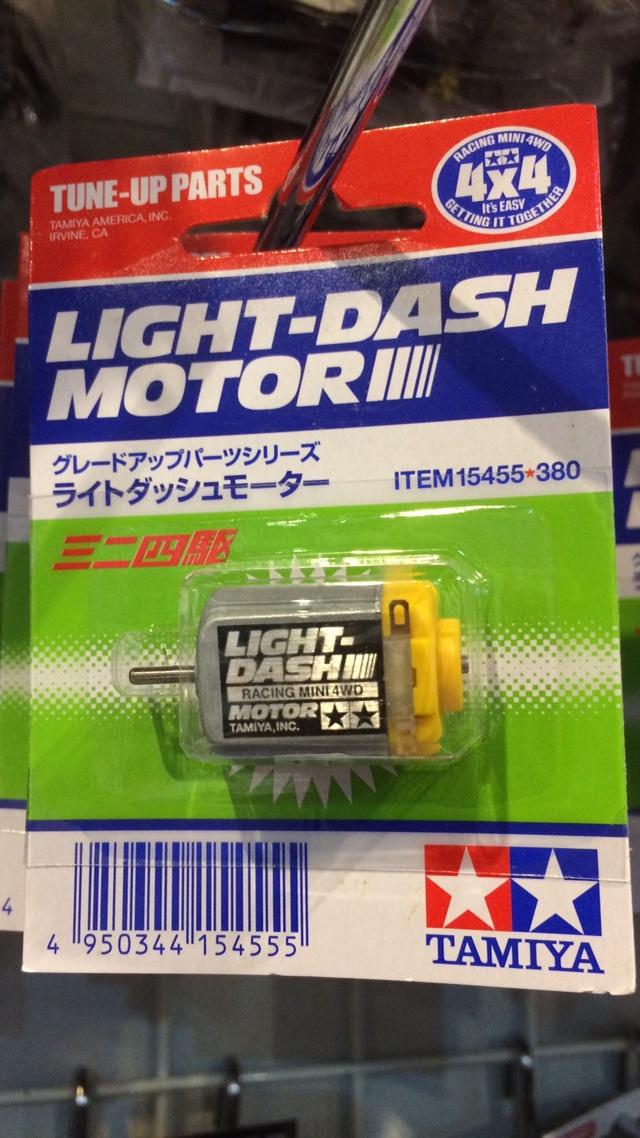 TUNE-UP PARTS
TAMIYA AMERICA, INC.
IRVINE, CA
RACING MINI 4WD
4x4
It's EASY
GETTING IT TOGETHER
LIGHT-DASH
MOTOR
グレードアップパーツシリーズ
ライトダッシュモーター
ITEM 15455★380
ミニ四駆
LIGHT-
DASH
RACING MINI 4WD
MOTOR
TAMIYA, INC.
4 950344 154555
TAMIYA
4